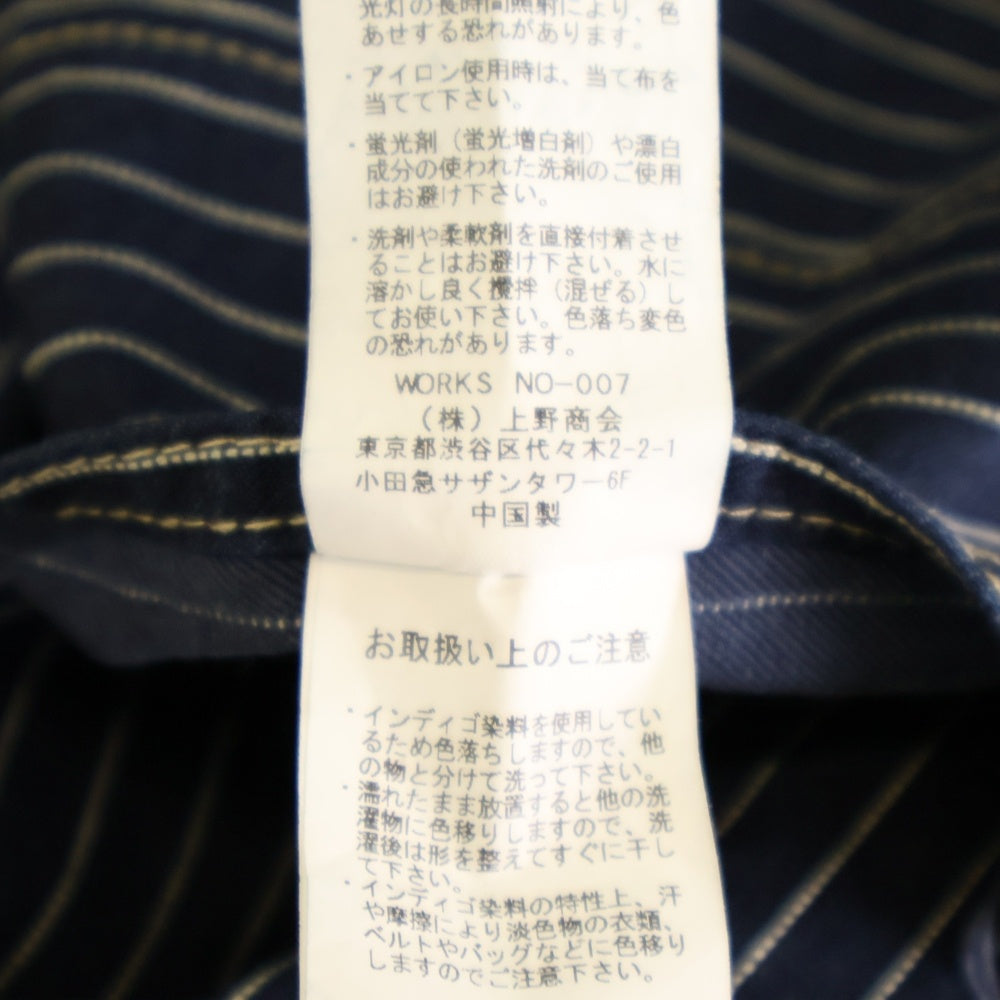 光灯の長時間照射により、色
あせする恐れがあります。
・アイロン使用時は、当て布を
当てて下さい。
・蛍光剤（蛍光増白剤）や漂白
成分の使われた洗剤のご使用
はお避け下さい。
・洗剤や柔軟剤を直接付着させ
ることはお避け下さい。水に
溶かし良く攪拌（混ぜる）し
てお使い下さい。色落ち変色
の恐れがあります。
WORKS NO-007
（株）上野商会
東京都渋谷区代々木2-2-1
小田急サザンタワー6F
中国製
お取扱い上のご注意
・インディゴ染料を使用してい
るため色落ちしますので、他
の物と分けて洗って下さい。
・濡れたまま放置すると他の洗
濯物に色移りしますので、洗
濯後は形を整えてすぐに干し
て下さい。
・インディゴ染料の特性上、汗
や摩擦により淡色物の衣類、
ベルトやバッグなどに色移り
しますのでご注意下さい。